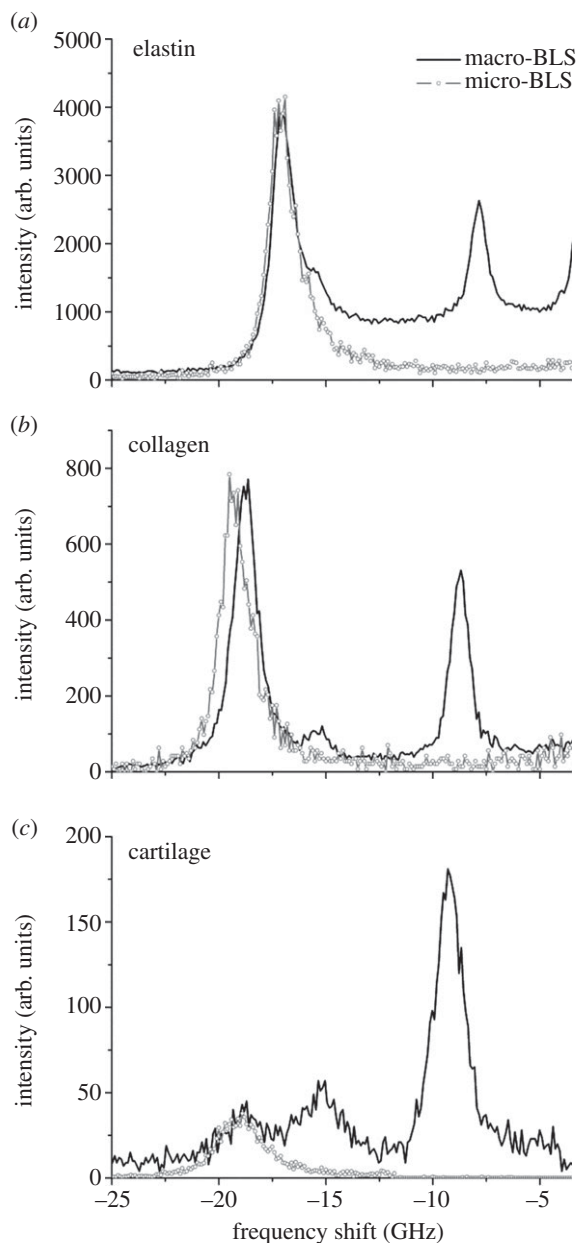 (a)
5000
elastin
macro-BLS
micro-BLS
4000
3000
2000
1000
0
intensity (arb. units)
(b)
collagen
800
600
400
200
0
intensity (arb. units)
(c)
200
cartilage
150
100
50
0
intensity (arb. units)
−25 −20 −15 −10 −5
frequency shift (GHz)